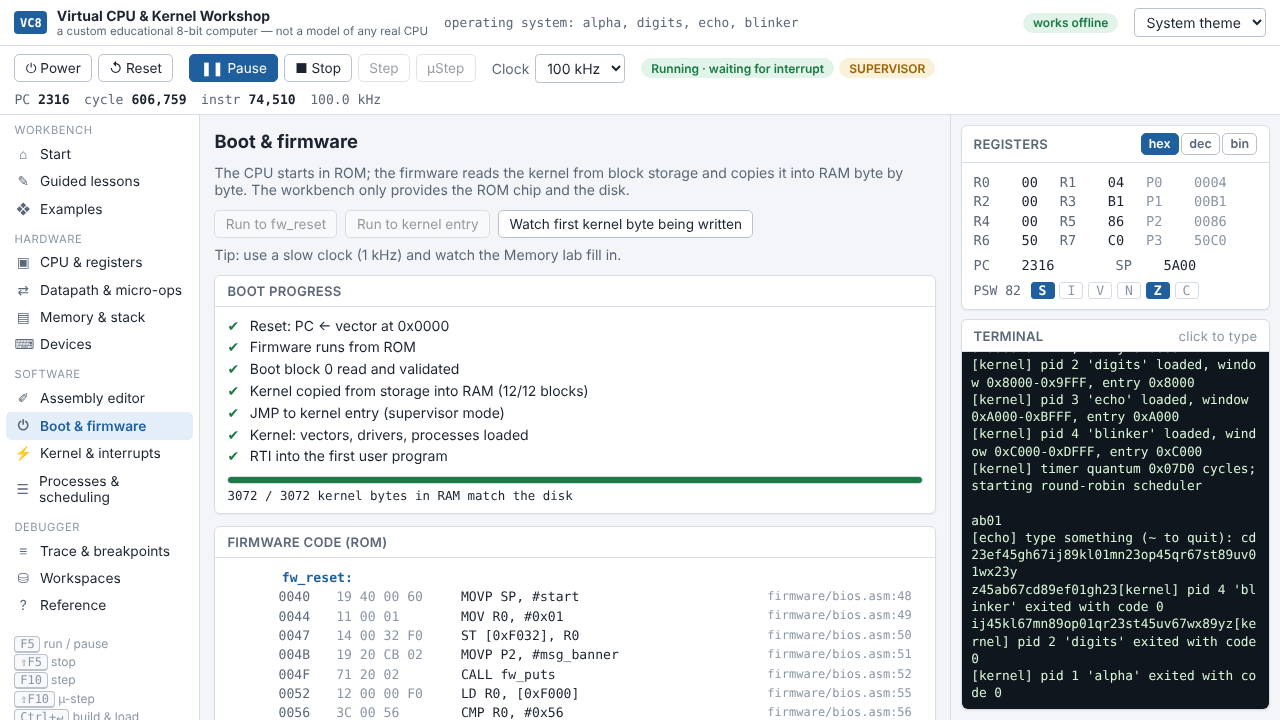 VC8
Virtual CPU & Kernel Workshop
a custom educational 8-bit computer — not a model of any real CPU
operating system: alpha, digits, echo, blinker
works offline
System theme
Power
Reset
Pause
Stop
Step
µStep
Clock
100 kHz
Running · waiting for interrupt
SUPERVISOR
PC 2316 cycle 606,759 instr 74,510 100.0 kHz
WORKBENCH
Start
Guided lessons
Examples
HARDWARE
CPU & registers
Datapath & micro-ops
Memory & stack
Devices
SOFTWARE
Assembly editor
Boot & firmware
Kernel & interrupts
Processes &
scheduling
DEBUGGER
Trace & breakpoints
Workspaces
? Reference
F5 run / pause
⇧F5 stop
F10 step
⇧F10 µ-step
Ctrl+↵ build & load
Boot & firmware
The CPU starts in ROM; the firmware reads the kernel from block storage and copies it into RAM byte by
byte. The workbench only provides the ROM chip and the disk.
Run to fw_reset
Run to kernel entry
Watch first kernel byte being written
Tip: use a slow clock (1 kHz) and watch the Memory lab fill in.
BOOT PROGRESS
✔ Reset: PC ← vector at 0x0000
✔ Firmware runs from ROM
✔ Boot block 0 read and validated
✔ Kernel copied from storage into RAM (12/12 blocks)
✔ JMP to kernel entry (supervisor mode)
✔ Kernel: vectors, drivers, processes loaded
✔ RTI into the first user program
3072 / 3072 kernel bytes in RAM match the disk
FIRMWARE CODE (ROM)
fw_reset:
0040 19 40 00 60 MOVP SP, #start firmware/bios.asm:48
0044 11 00 01 MOV R0, #0x01 firmware/bios.asm:49
0047 14 00 32 F0 ST [0xF032], R0 firmware/bios.asm:50
004B 19 20 CB 02 MOVP P2, #msg_banner firmware/bios.asm:51
004F 71 20 02 CALL fw_puts firmware/bios.asm:52
0052 12 00 00 F0 LD R0, [0xF000] firmware/bios.asm:55
0056 3C 00 56 CMP R0, #0x56 firmware/bios.asm:56
REGISTERS
hex dec bin
R0 00 R1 04 P0 0004
R2 00 R3 B1 P1 00B1
R4 00 R5 86 P2 0086
R6 50 R7 C0 P3 50C0
PC 2316 SP 5A00
PSW 82 S I V N Z C
TERMINAL
click to type
[kernel] pid 2 'digits' loaded, windo
w 0x8000-0x9FFF, entry 0x8000
[kernel] pid 3 'echo' loaded, window
0xA000-0xBFFF, entry 0xA000
[kernel] pid 4 'blinker' loaded, wind
ow 0xC000-0xDFFF, entry 0xC000
[kernel] timer quantum 0x07D0 cycles;
starting round-robin scheduler
ab01
[echo] type something (~ to quit): cd
23ef45gh67ij89kl01mn23op45qr67st89uv0
1wx23y
z45ab67cd89ef01gh23[kernel] pid 4 'bl
inker' exited with code 0
ij45kl67mn89op01qr23st45uv67wx89yz[ke
rnel] pid 2 'digits' exited with code
0
[kernel] pid 1 'alpha' exited with co
de 0